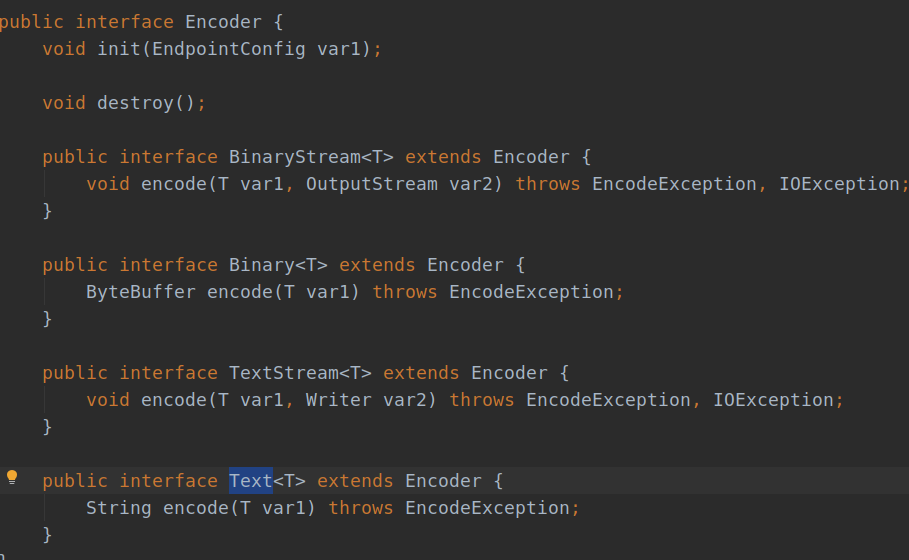 public interface Encoder {
    void init(EndpointConfig var1);

    void destroy();

    public interface BinaryStream<T> extends Encoder {
        void encode(T var1, OutputStream var2) throws EncodeException, IOException;
    }

    public interface Binary<T> extends Encoder {
        ByteBuffer encode(T var1) throws EncodeException;
    }

    public interface TextStream<T> extends Encoder {
        void encode(T var1, Writer var2) throws EncodeException, IOException;
    }

    public interface Text<T> extends Encoder {
        String encode(T var1) throws EncodeException;
    }
}